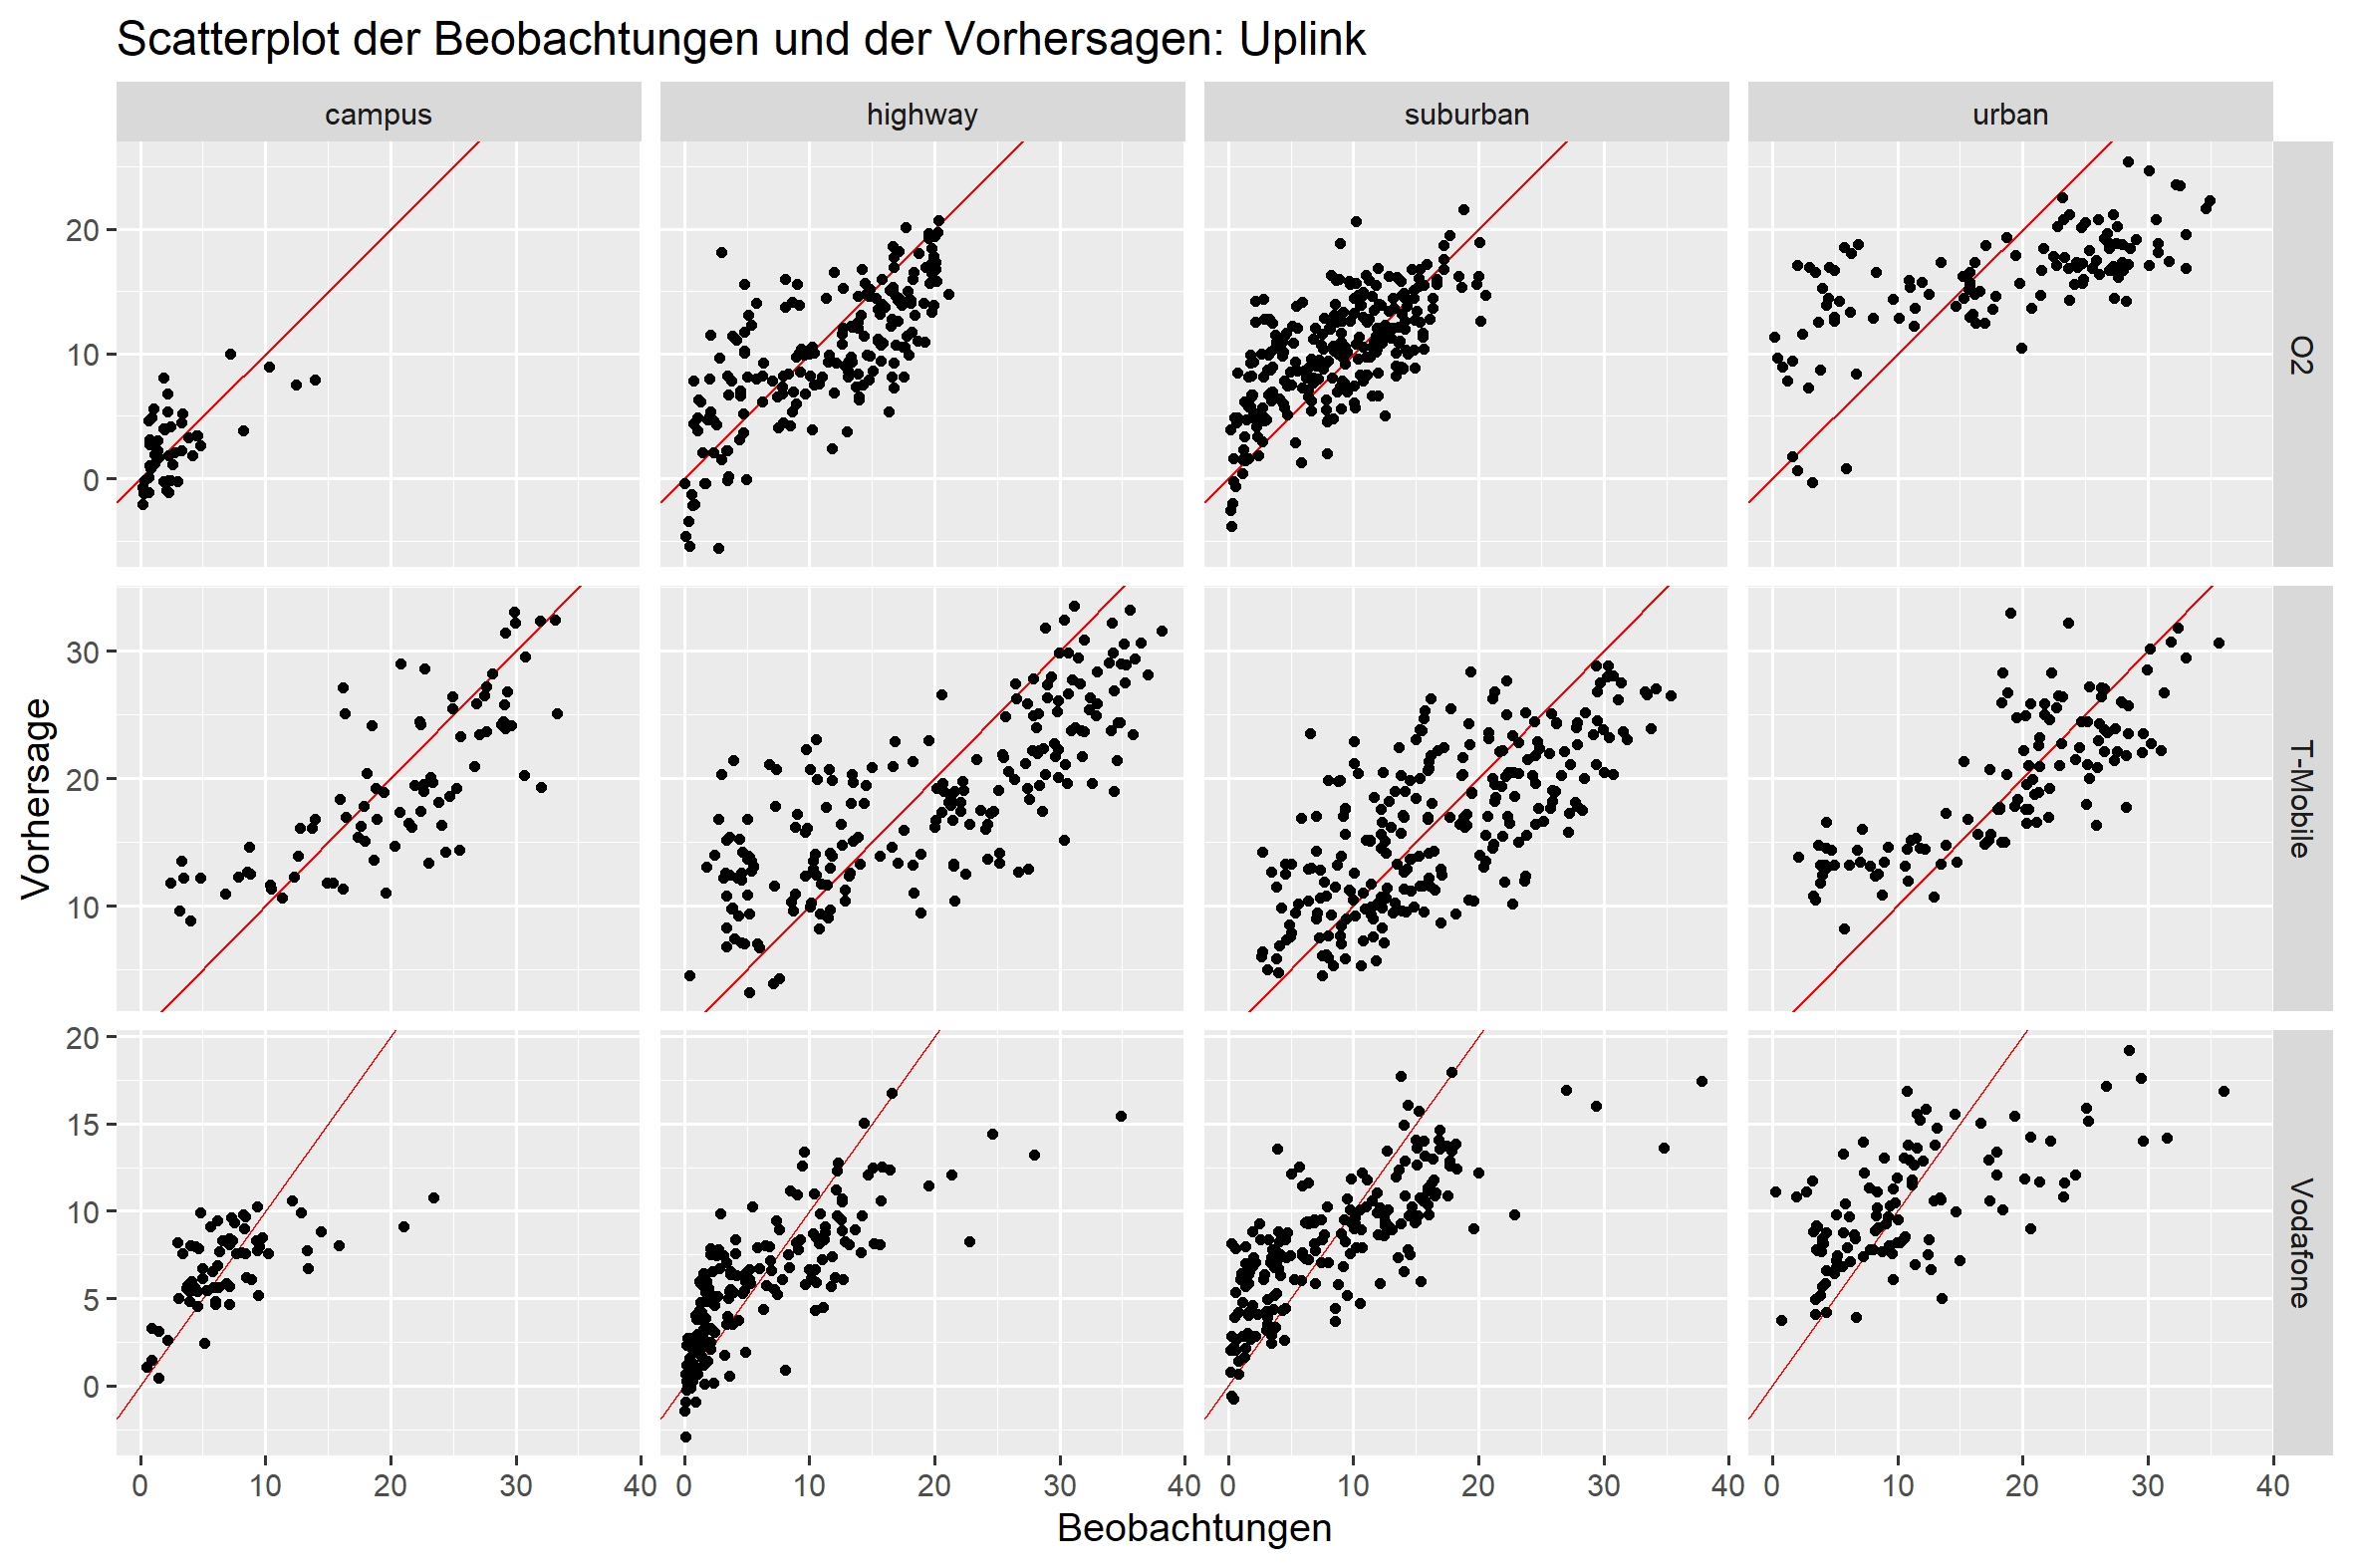 Scatterplot der Beobachtungen und der Vorhersagen: Uplink
campus highway suburban urban
20
10
0
O2
30
20
10
T-Mobile
20
15
10
5
0
Vodafone
Vorhersage
0 10 20 30 40 0 10 20 30 40 0 10 20 30 40 0 10 20 30 40
Beobachtungen